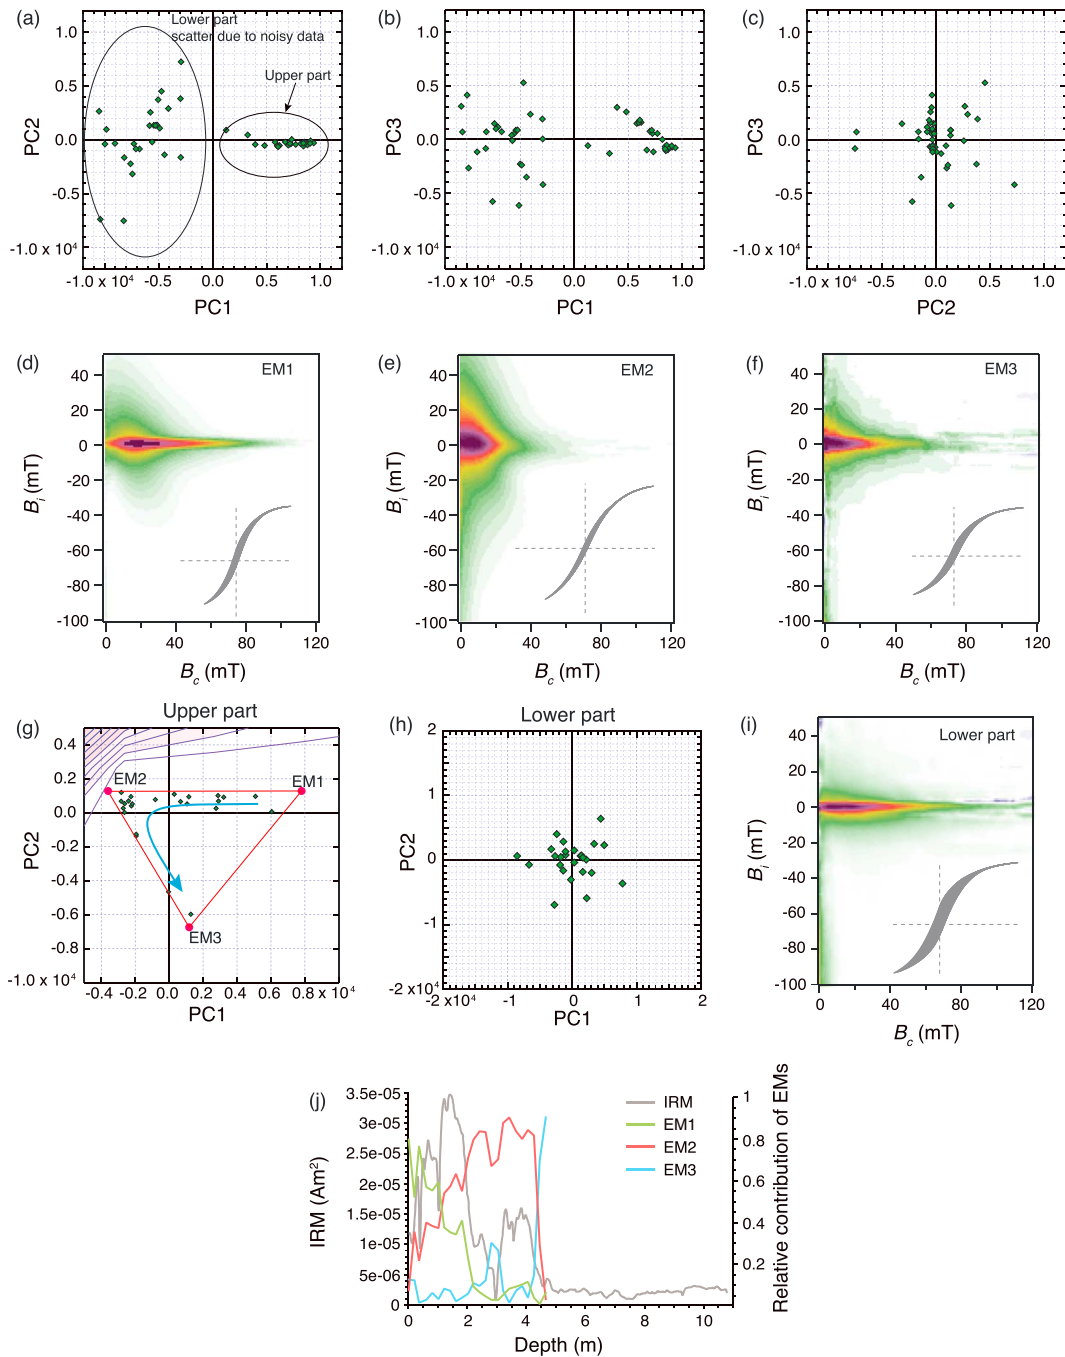 (a)
Lower part
scatter due to noisy data
Upper part
1.0
0.5
0.0
-0.5
-1.0 x 10⁴
PC2
-1.0 x 10⁴
-0.5
0.0
0.5
1.0
PC1
(b)
1.0
0.5
0.0
-0.5
-1.0 x 10⁴
PC3
-1.0 x 10⁴
-0.5
0.0
0.5
1.0
PC1
(c)
1.0
0.5
0.0
-0.5
-1.0 x 10⁴
PC3
-1.0 x 10⁴
-0.5
0.0
0.5
1.0
PC2
(d)
EM1
40
20
0
-20
-40
-60
-80
-100
Bi (mT)
0
40
80
120
Bc (mT)
(e)
EM2
40
20
0
-20
-40
-60
-80
-100
Bi (mT)
0
40
80
120
Bc (mT)
(f)
EM3
40
20
0
-20
-40
-60
-80
-100
Bi (mT)
0
40
80
120
Bc (mT)
(g)
Upper part
0.4
0.2
0.0
-0.2
-0.4
-0.6
-0.8
-1.0 x 10⁴
PC2
EM2
EM1
EM3
-0.4
0.0
0.2
0.6
0.8 x 10⁴
PC1
(h)
Lower part
2
1
0
-1
-2 x10⁴
PC2
-2 x10⁴
-1
0
1
2
PC1
(i)
Lower part
40
20
0
-20
-40
-60
-80
-100
Bi (mT)
0
40
80
120
Bc (mT)
(j)
3.5e-05
3e-05
2.5e-05
2e-05
1.5e-05
1e-05
5e-06
0
IRM (Am²)
IRM
EM1
EM2
EM3
1
0.8
0.6
0.4
0.2
Relative contribution of EMs
0
2
4
6
8
10
Depth (m)